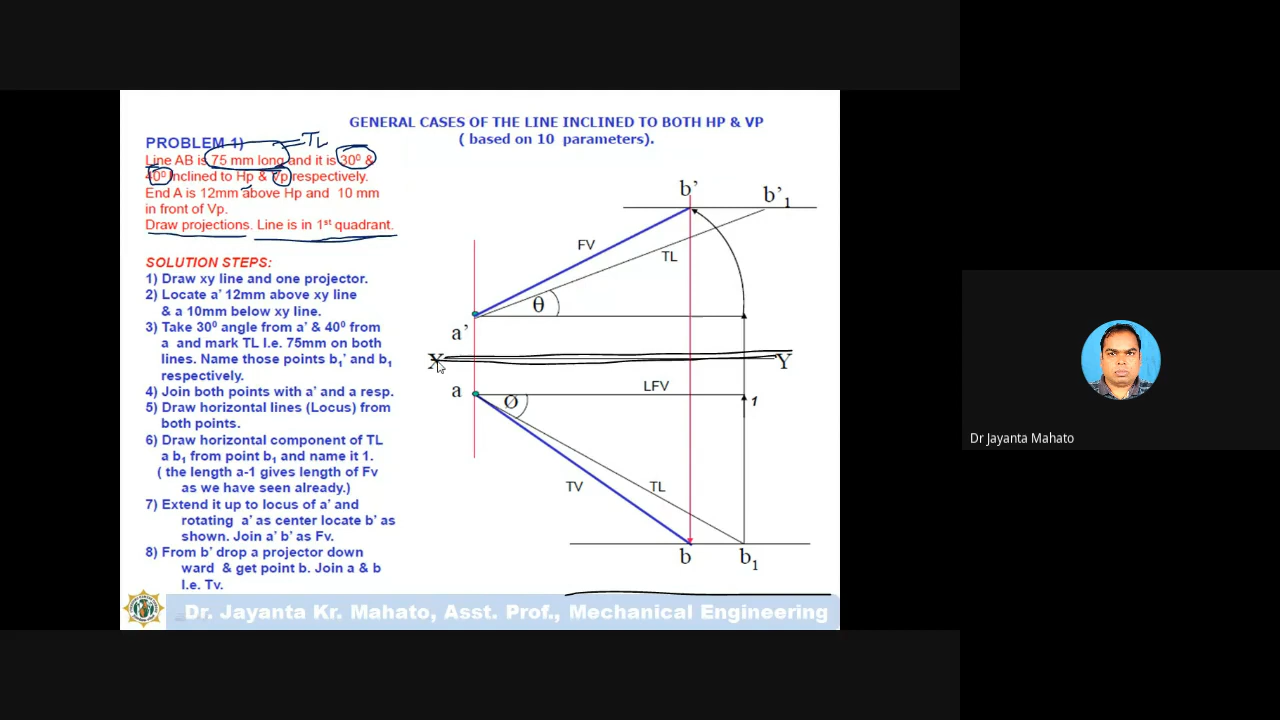 GENERAL CASES OF THE LINE INCLINED TO BOTH HP & VP
( based on 10 parameters).
PROBLEM 1)
TL
Line AB is 75 mm long and it is 30⁰ &
40⁰ inclined to Hp & Vp respectively.
End A is 12mm above Hp and 10 mm
in front of Vp.
Draw projections. Line is in 1st quadrant.
SOLUTION STEPS:
1) Draw xy line and one projector.
2) Locate a’ 12mm above xy line
& a 10mm below xy line.
3) Take 30⁰ angle from a’ & 40⁰ from
a and mark TL I.e. 75mm on both
lines. Name those points b₁’ and b₁
respectively.
4) Join both points with a’ and a resp.
5) Draw horizontal lines (Locus) from
both points.
6) Draw horizontal component of TL
a b₁ from point b₁ and name it 1.
( the length a-1 gives length of Fv
as we have seen already.)
7) Extend it up to locus of a’ and
rotating a’ as center locate b’ as
shown. Join a’ b’ as Fv.
8) From b’ drop a projector down
ward & get point b. Join a & b
I.e. Tv.
b’
b’₁
FV
TL
θ
a’
X
Y
a
LFV
Ø
1
TV
TL
b
b₁
Dr. Jayanta Kr. Mahato, Asst. Prof., Mechanical Engineering
Dr Jayanta Mahato